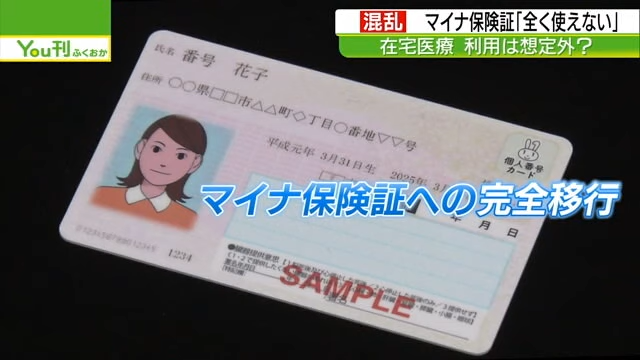 You刊
ふくおか
混乱 マイナ保険証「全く使えない」
在宅医療 利用は想定外?
氏名 番号 花子
住所 ○○県□□市△△町◇丁目○番地▽▽号
平成元年 3月31日生 2025年
個人番号
カード
マイナ保険証への完全移行
年 月 日
1234
SAMPLE